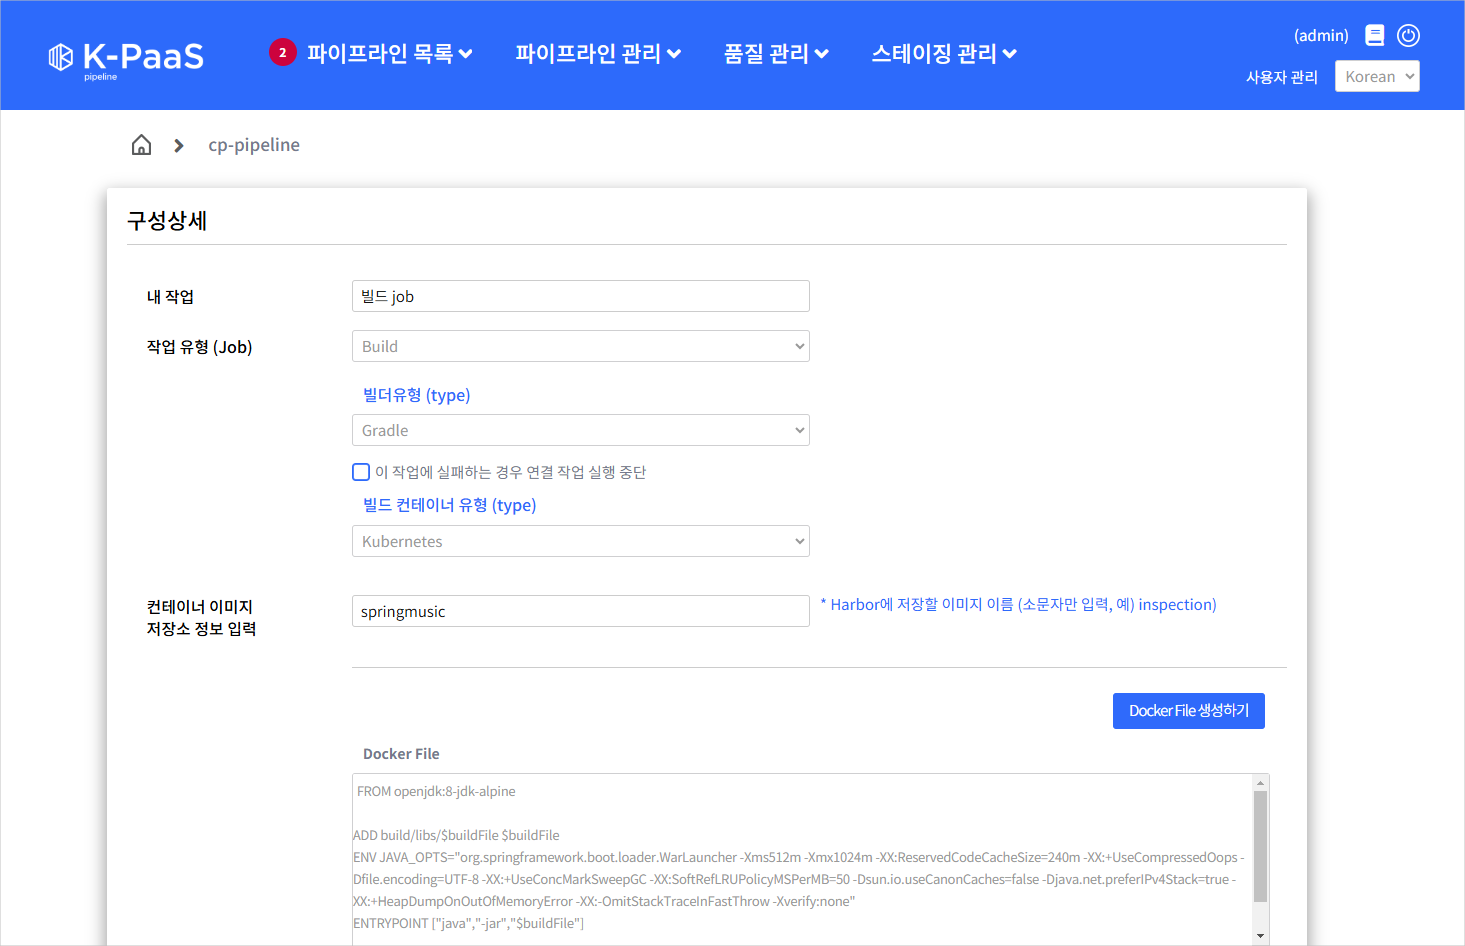 K-PaaS
pipeline
2
파이프라인 목록
파이프라인 관리
품질 관리
스테이징 관리
(admin)
사용자 관리
Korean
cp-pipeline
구성상세
내 작업
빌드 job
작업 유형 (Job)
Build
빌더유형 (type)
Gradle
이 작업에 실패하는 경우 연결 작업 실행 중단
빌드 컨테이너 유형 (type)
Kubernetes
컨테이너 이미지
저장소 정보 입력
springmusic
* Harbor에 저장할 이미지 이름 (소문자만 입력, 예) inspection)
Docker File 생성하기
Docker File
FROM openjdk:8-jdk-alpine
ADD build/libs/$buildFile $buildFile
ENV JAVA_OPTS="org.springframework.boot.loader.WarLauncher -Xms512m -Xmx1024m -XX:ReservedCodeCacheSize=240m -XX:+UseCompressedOops -
Dfile.encoding=UTF-8 -XX:+UseConcMarkSweepGC -XX:SoftRefLRUPolicyMSPerMB=50 -Dsun.io.useCanonCaches=false -Djava.net.preferIPv4Stack=true -
XX:+HeapDumpOnOutOfMemoryError -XX:-OmitStackTraceInFastThrow -Xverify:none"
ENTRYPOINT ["java","-jar","$buildFile"]